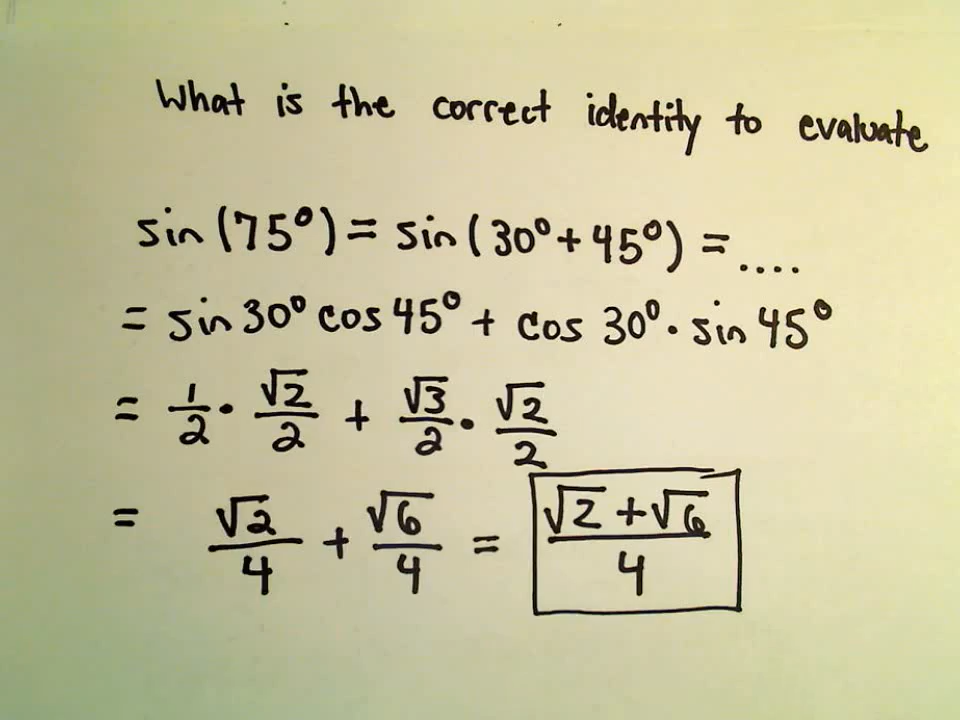 What is the correct identity to evaluate
sin(75°) = sin(30° + 45°) = ....
= sin 30° cos 45° + cos 30° · sin 45°
= 1/2 · √2/2 + √3/2 · √2/2
= √2/4 + √6/4 = (√2 + √6)/4